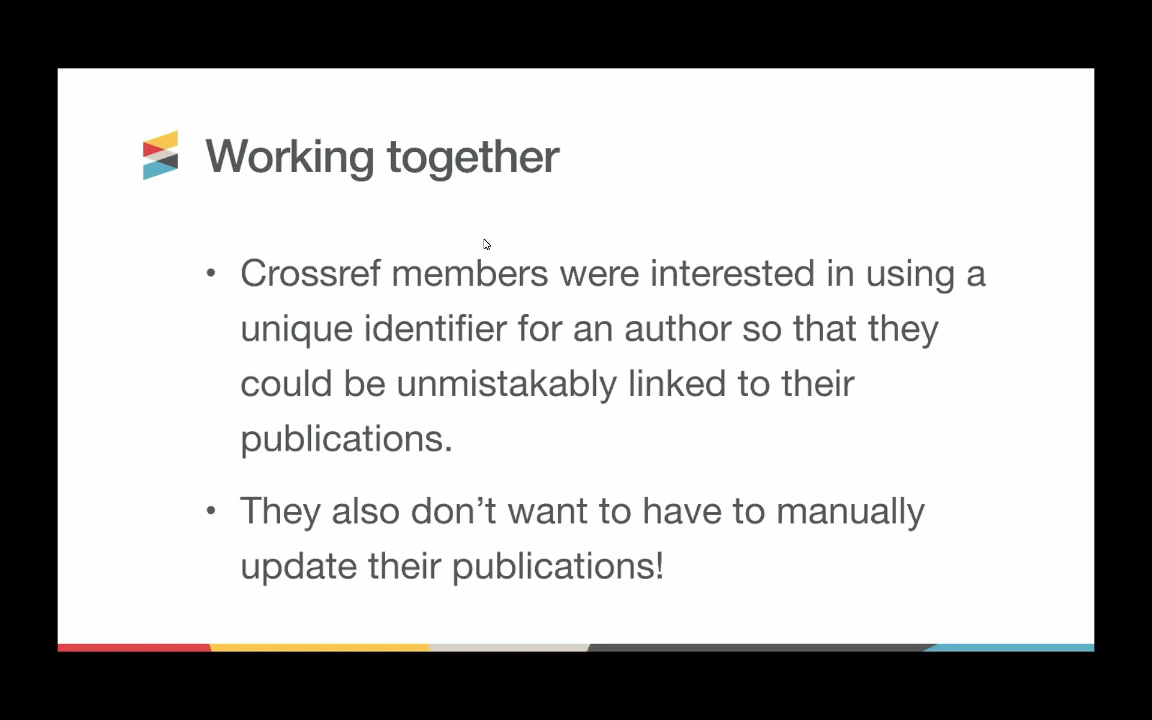 Working together
• Crossref members were interested in using a
unique identifier for an author so that they
could be unmistakably linked to their
publications.
• They also don’t want to have to manually
update their publications!